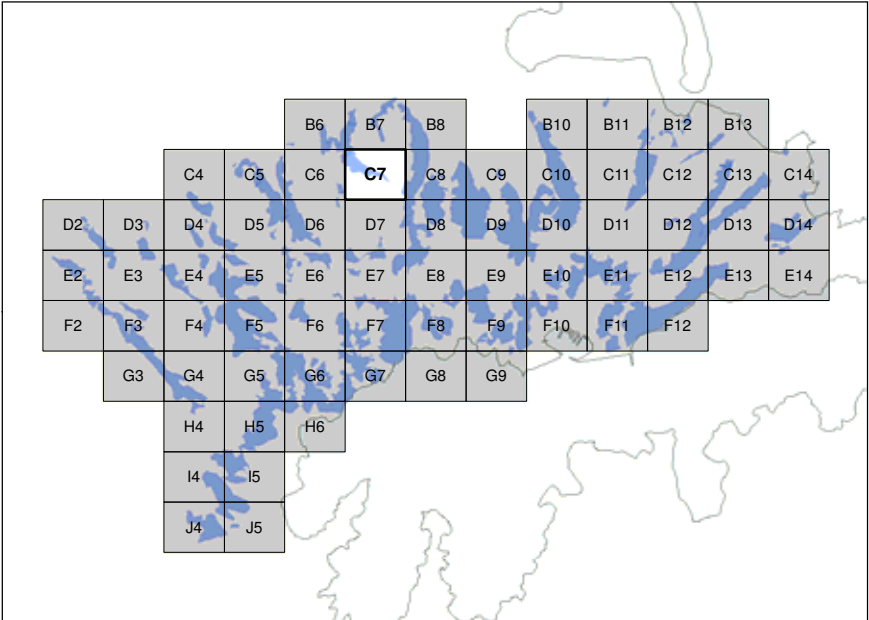 B6 B7 B8 B10 B11 B12 B13
C4 C5 C6 C7 C8 C9 C10 C11 C12 C13 C14
D2 D3 D4 D5 D6 D7 D8 D9 D10 D11 D12 D13 D14
E2 E3 E4 E5 E6 E7 E8 E9 E10 E11 E12 E13 E14
F2 F3 F4 F5 F6 F7 F8 F9 F10 F11 F12
G3 G4 G5 G6 G7 G8 G9
H4 H5 H6
I4 I5
J4 J5